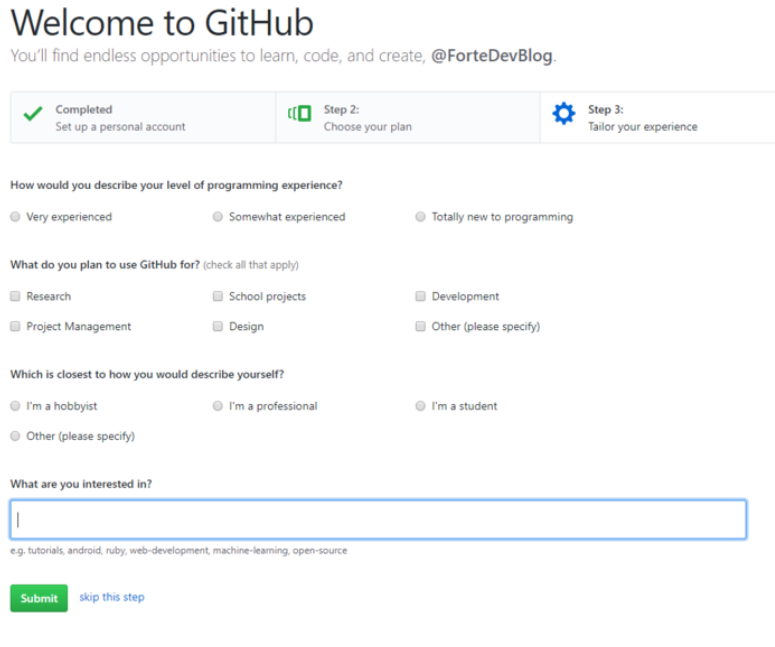 Welcome to GitHub
You'll find endless opportunities to learn, code, and create, @ForteDevBlog.
Completed
Set up a personal account
Step 2:
Choose your plan
Step 3:
Tailor your experience
How would you describe your level of programming experience?
Very experienced Somewhat experienced Totally new to programming
What do you plan to use GitHub for? (check all that apply)
Research School projects Development
Project Management Design Other (please specify)
Which is closest to how you would describe yourself?
I'm a hobbyist I'm a professional I'm a student
Other (please specify)
What are you interested in?
e.g. tutorials, android, ruby, web-development, machine-learning, open-source
Submit skip this step